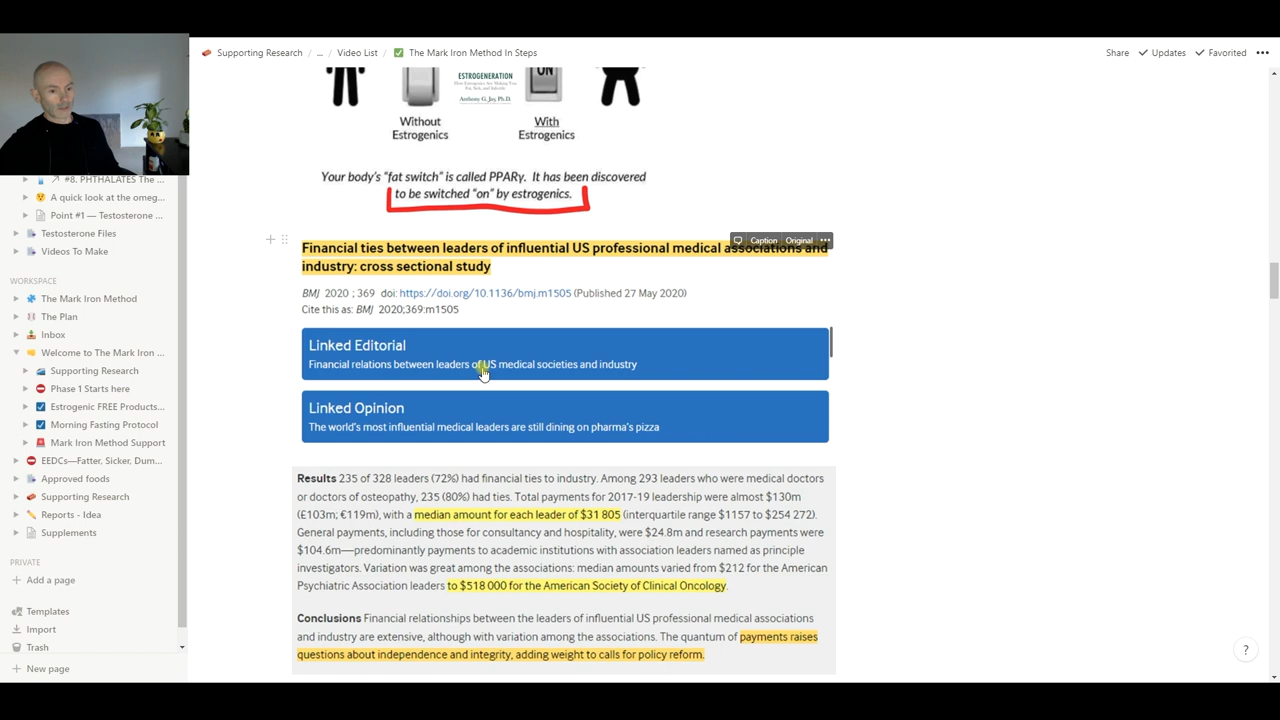 Supporting Research / ... / Video List / The Mark Iron Method In Steps
Share Updates Favorited
#8. PHTHALATES The ...
A quick look at the omeg...
Point #1 — Testosterone ...
Testosterone Files
Videos To Make
WORKSPACE
The Mark Iron Method
The Plan
Inbox
Welcome to The Mark Iron ...
Supporting Research
Phase 1 Starts here
Estrogenic FREE Products...
Morning Fasting Protocol
Mark Iron Method Support
EEDCs—Fatter, Sicker, Dum...
Approved foods
Supporting Research
Reports - Idea
Supplements
PRIVATE
Add a page
Templates
Import
Trash
New page
ESTROGENERATION
Anthony G. Jay, Ph.D.
ON
Without
Estrogenics
With
Estrogenics
Your body's "fat switch" is called PPARγ. It has been discovered
to be switched "on" by estrogenics.
Caption Original
Financial ties between leaders of influential US professional medical associations and
industry: cross sectional study
BMJ 2020 ; 369 doi: https://doi.org/10.1136/bmj.m1505 (Published 27 May 2020)
Cite this as: BMJ 2020;369:m1505
Linked Editorial
Financial relations between leaders of US medical societies and industry
Linked Opinion
The world's most influential medical leaders are still dining on pharma's pizza
Results 235 of 328 leaders (72%) had financial ties to industry. Among 293 leaders who were medical doctors
or doctors of osteopathy, 235 (80%) had ties. Total payments for 2017-19 leadership were almost $130m
(£103m; €119m), with a median amount for each leader of $31 805 (interquartile range $1157 to $254 272).
General payments, including those for consultancy and hospitality, were $24.8m and research payments were
$104.6m—predominantly payments to academic institutions with association leaders named as principle
investigators. Variation was great among the associations: median amounts varied from $212 for the American
Psychiatric Association leaders to $518 000 for the American Society of Clinical Oncology.
Conclusions Financial relationships between the leaders of influential US professional medical associations
and industry are extensive, although with variation among the associations. The quantum of payments raises
questions about independence and integrity, adding weight to calls for policy reform.
?